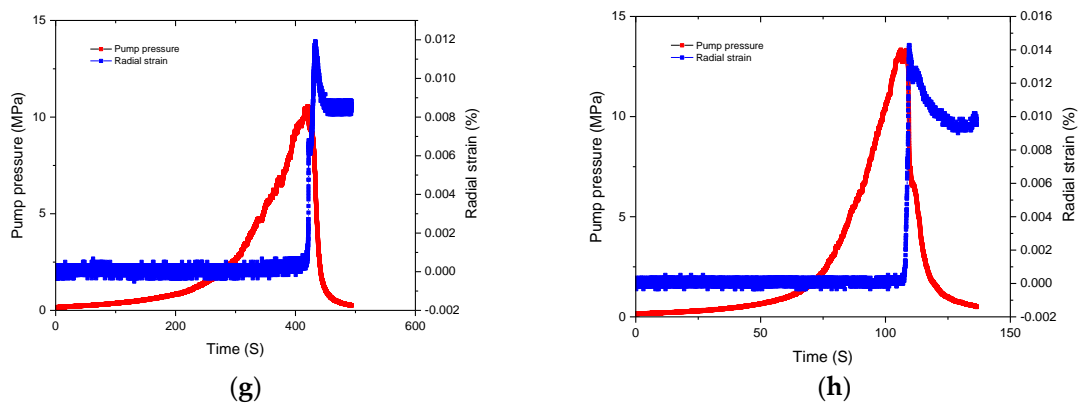 Pump pressure
Radial strain
Pump pressure (MPa)
15
10
5
0
0
200
400
600
Time (S)
0.012
0.010
0.008
0.006
0.004
0.002
0.000
-0.002
Radial strain (%)
(g)
Pump pressure
Radial strain
Pump pressure (MPa)
15
10
5
0
0
50
100
150
Time (S)
0.016
0.014
0.012
0.010
0.008
0.006
0.004
0.002
0.000
-0.002
Radial strain (%)
(h)